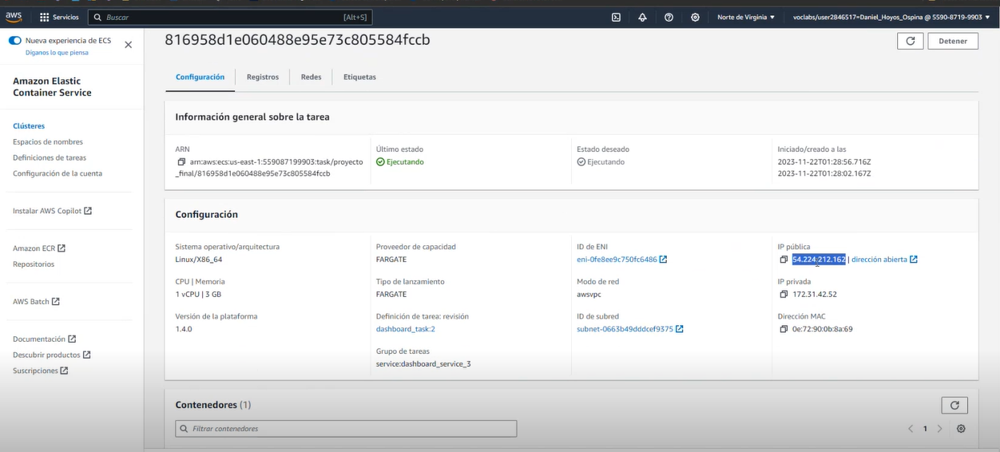 aws
Servicios
Buscar
[Alt+S]
Norte de Virginia
voclabs/user2846517=Daniel_Hoyos_Ospina @ 5590-8719-9903
Nueva experiencia de ECS
Díganos lo que piensa
Amazon Elastic
Container Service
Clústeres
Espacios de nombres
Definiciones de tareas
Configuración de la cuenta
Instalar AWS Copilot
Amazon ECR
Repositorios
AWS Batch
Documentación
Descubrir productos
Suscripciones
816958d1e060488e95e73c805584fccb
Detener
Configuración
Registros
Redes
Etiquetas
Información general sobre la tarea
ARN
arn:aws:ecs:us-east-1:559087199903:task/proyecto
_final/816958d1e060488e95e73c805584fccb
Último estado
Ejecutando
Estado deseado
Ejecutando
Iniciado/creado a las
2023-11-22T01:28:56.716Z
2023-11-22T01:28:02.167Z
Configuración
Sistema operativo/arquitectura
Linux/X86_64
CPU | Memoria
1 vCPU | 3 GB
Versión de la plataforma
1.4.0
Proveedor de capacidad
FARGATE
Tipo de lanzamiento
FARGATE
Definición de tarea: revisión
dashboard_task:2
Grupo de tareas
service:dashboard_service_3
ID de ENI
eni-0fe8ee9c750fc6486
Modo de red
awsvpc
ID de subred
subnet-0663b49dddcef9375
IP pública
54.224.212.162 | dirección abierta
IP privada
172.31.42.52
Dirección MAC
0e:72:90:0b:8a:69
Contenedores (1)
Filtrar contenedores
1